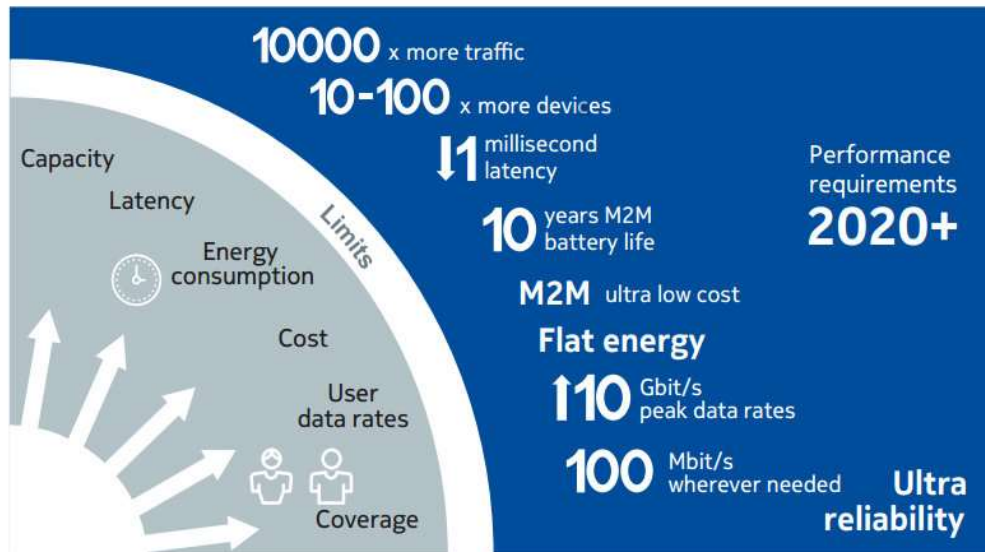 10000 x more traffic
10-100 x more devices
1 millisecond
latency
10 years M2M
battery life
M2M ultra low cost
Flat energy
10 Gbit/s
peak data rates
100 Mbit/s
wherever needed
Performance
requirements
2020+
Ultra
reliability
Limits
Capacity
Latency
Energy
consumption
Cost
User
data rates
Coverage